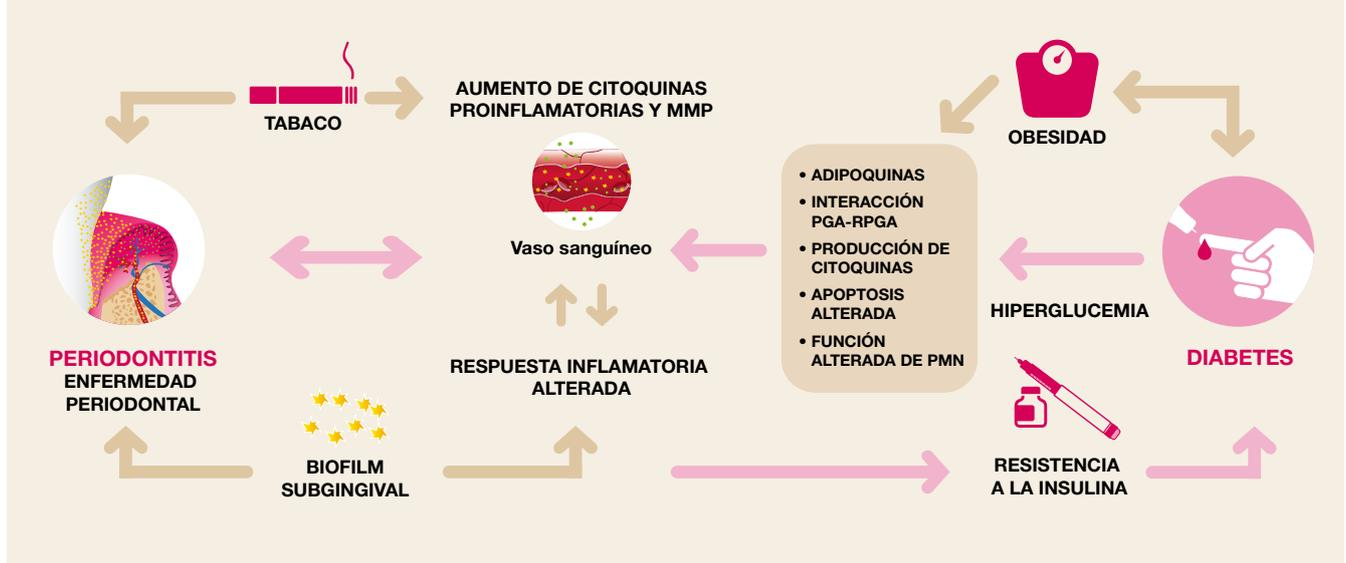 TABACO
AUMENTO DE CITOQUINAS
PROINFLAMATORIAS Y MMP
OBESIDAD
• ADIPOQUINAS
• INTERACCIÓN
PGA-RPGA
• PRODUCCIÓN DE
CITOQUINAS
• APOPTOSIS
ALTERADA
• FUNCIÓN
ALTERADA DE PMN
Vaso sanguíneo
HIPERGLUCEMIA
PERIODONTITIS
ENFERMEDAD
PERIODONTAL
RESPUESTA INFLAMATORIA
ALTERADA
DIABETES
BIOFILM
SUBGINGIVAL
RESISTENCIA
A LA INSULINA